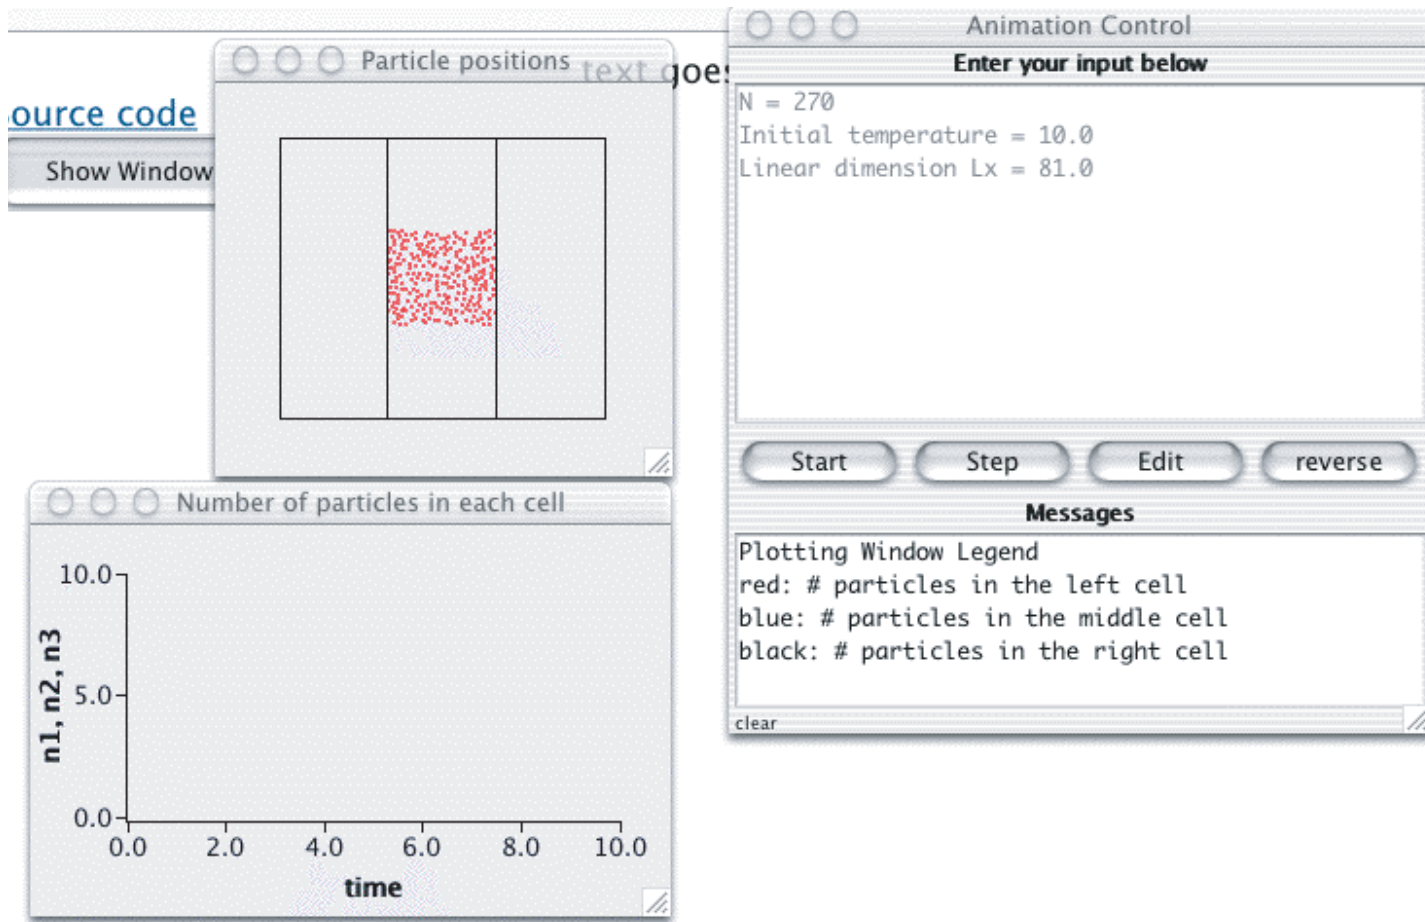 Particle positions
text goes
ource code
Show Window
Animation Control
Enter your input below
N = 270
Initial temperature = 10.0
Linear dimension Lx = 81.0
Start
Step
Edit
reverse
Messages
Plotting Window Legend
red: # particles in the left cell
blue: # particles in the middle cell
black: # particles in the right cell
clear
Number of particles in each cell
10.0
5.0
0.0
n1, n2, n3
0.0 2.0 4.0 6.0 8.0 10.0
time